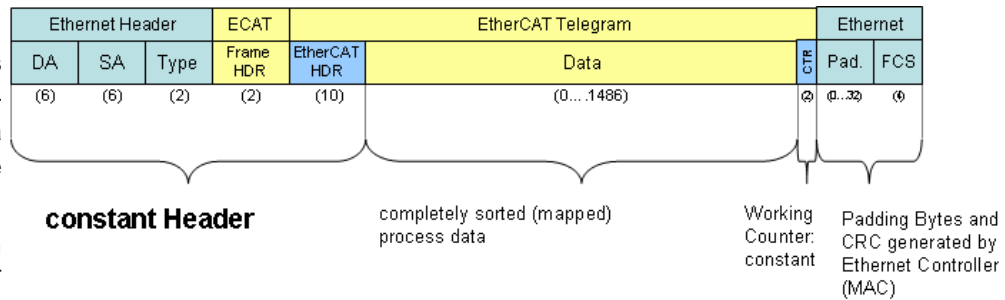 Ethernet Header ECAT EtherCAT Telegram Ethernet
DA SA Type Frame HDR EtherCAT HDR Data CTR Pad. FCS
(6) (6) (2) (2) (10) (0....1486) (2) (0...32) (4)
constant Header
completely sorted (mapped)
process data
Working
Counter:
constant
Padding Bytes and
CRC generated by
Ethernet Controller
(MAC)